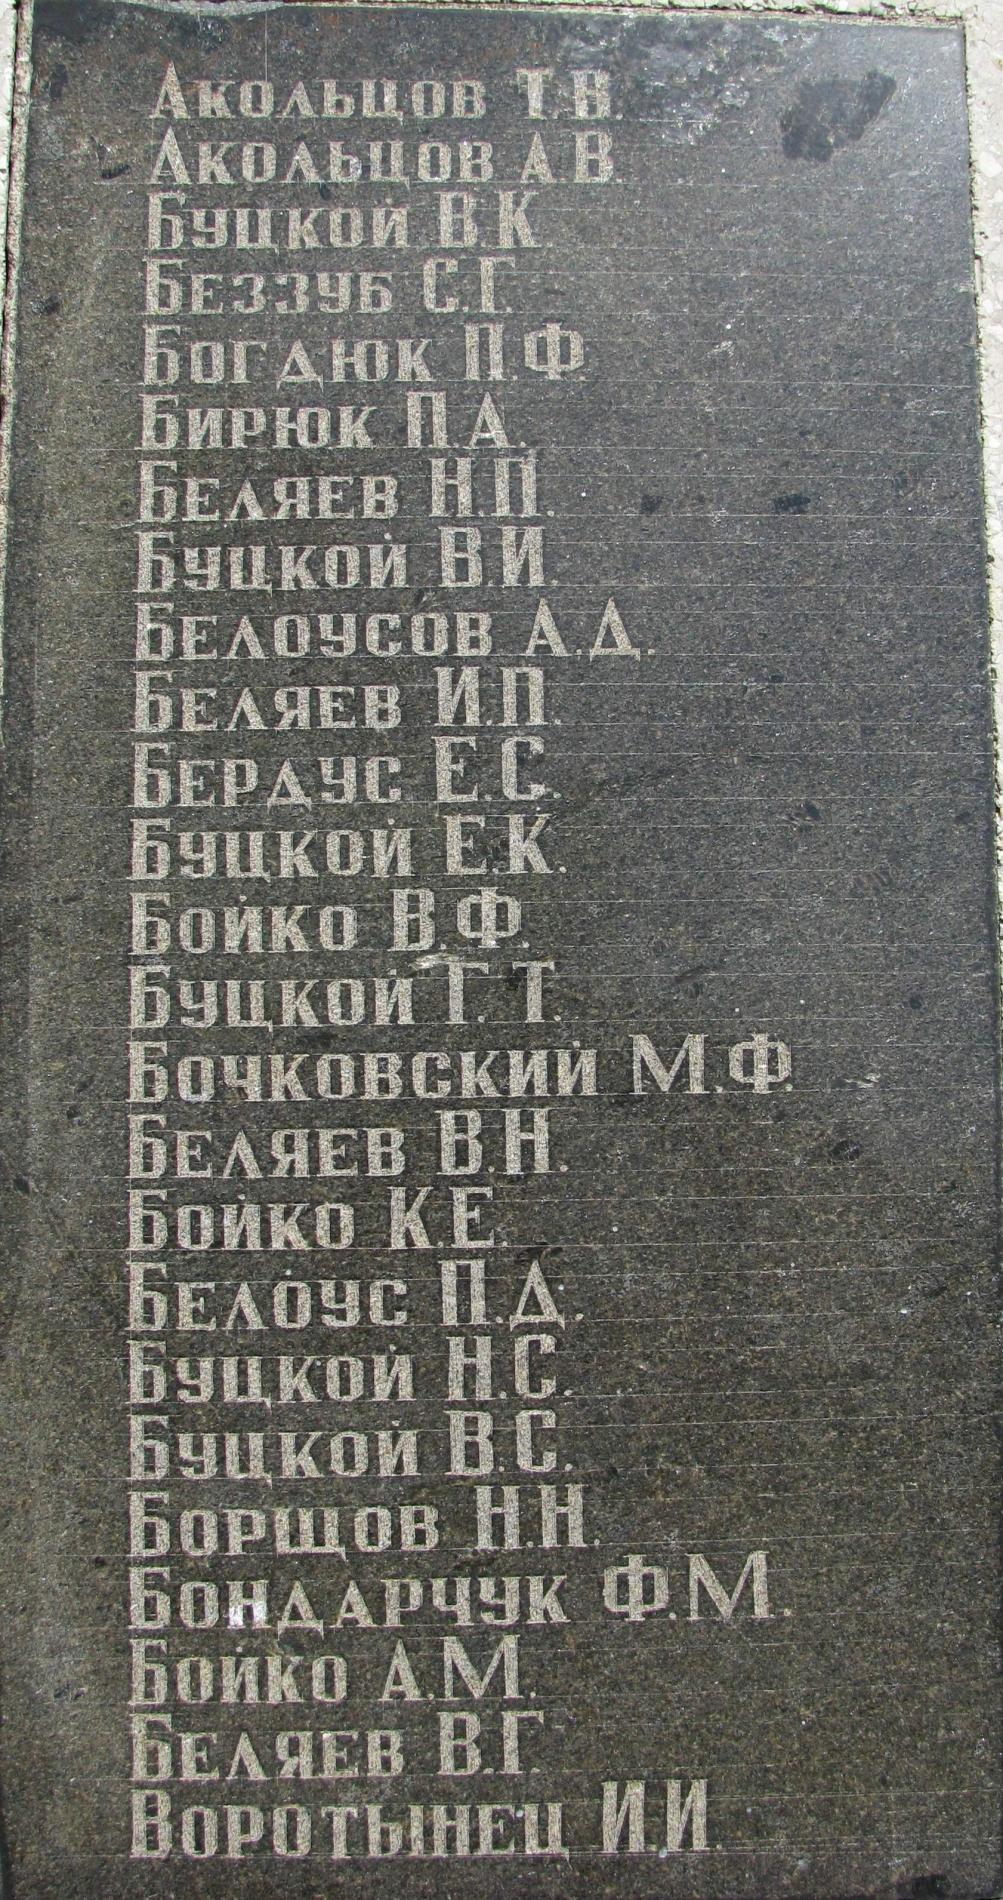 Акольцов Т.В.
Акольцов А.В.
Буцкой В.К.
Беззуб С.Г.
Богдюк П.Ф.
Бирюк П.А.
Беляев Н.П.
Буцкой В.И.
Белоусов А.Д.
Беляев И.П.
Бердус Е.С.
Буцкой Е.К.
Бойко В.Ф.
Буцкой Т.Т.
Бочковский М.Ф.
Беляев В.Н.
Бойко К.Е.
Белоус П.Д.
Буцкой Н.С.
Буцкой В.С.
Борщов Н.Н.
Бондарчук Ф.М.
Бойко А.М.
Беляев В.Г.
Воротынец И.И.